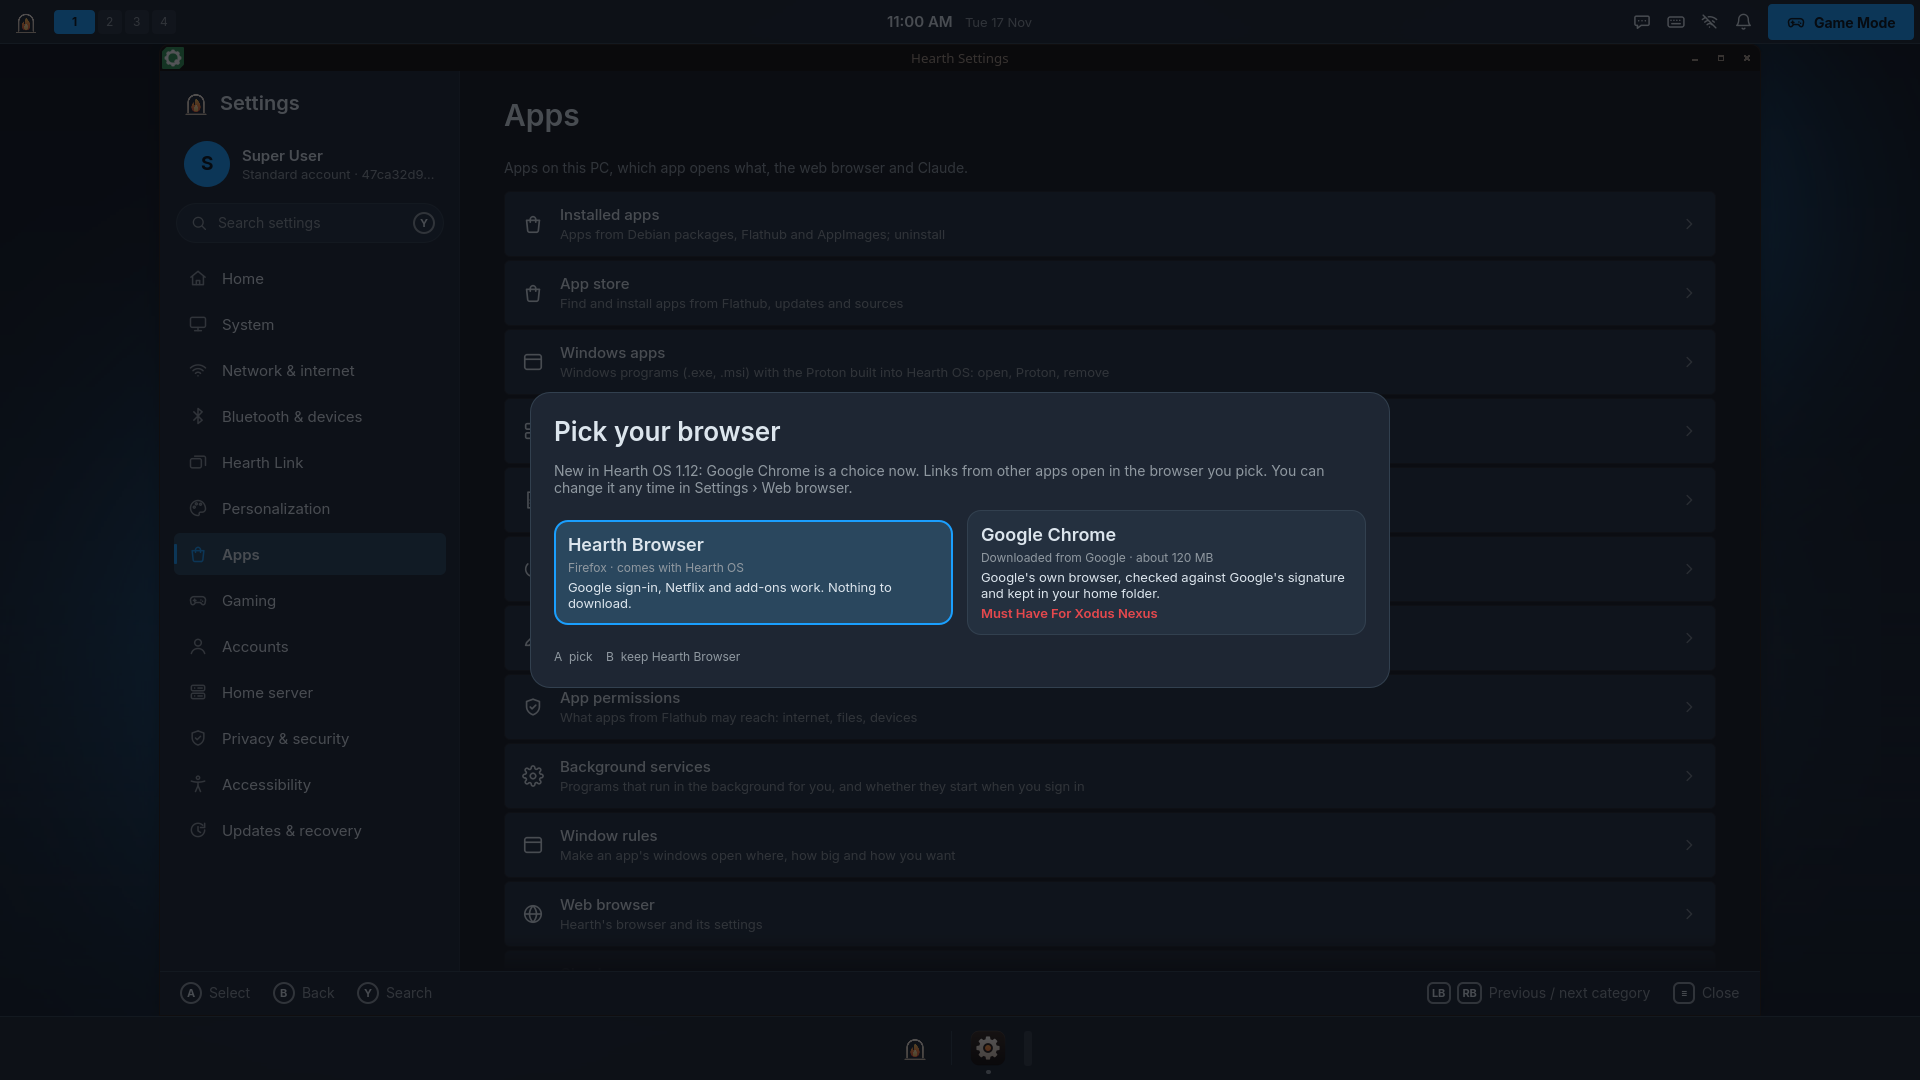 1
2
3
4
11:00 AM
Tue 17 Nov
Game Mode
Hearth Settings
Settings
S
Super User
Standard account · 47ca32d9...
Search settings
Y
Home
System
Network & internet
Bluetooth & devices
Hearth Link
Personalization
Apps
Gaming
Accounts
Home server
Privacy & security
Accessibility
Updates & recovery
Apps
Apps on this PC, which app opens what, the web browser and Claude.
Installed apps
Apps from Debian packages, Flathub and AppImages; uninstall
App store
Find and install apps from Flathub, updates and sources
Windows apps
Windows programs (.exe, .msi) with the Proton built into Hearth OS: open, Proton, remove
Pick your browser
New in Hearth OS 1.12: Google Chrome is a choice now. Links from other apps open in the browser you pick. You can
change it any time in Settings › Web browser.
Hearth Browser
Firefox · comes with Hearth OS
Google sign-in, Netflix and add-ons work. Nothing to
download.
Google Chrome
Downloaded from Google · about 120 MB
Google's own browser, checked against Google's signature
and kept in your home folder.
Must Have For Xodus Nexus
A pick B keep Hearth Browser
App permissions
What apps from Flathub may reach: internet, files, devices
Background services
Programs that run in the background for you, and whether they start when you sign in
Window rules
Make an app's windows open where, how big and how you want
Web browser
Hearth's browser and its settings
A Select B Back Y Search
LB RB Previous / next category
Close